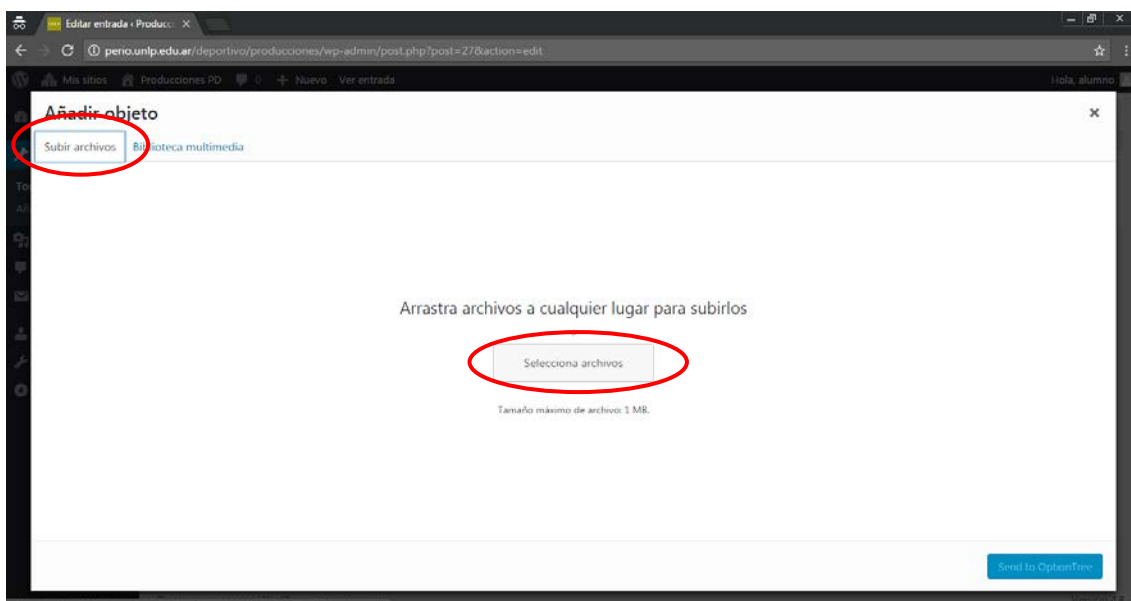 Editar entrada ‹ Producc
perio.unlp.edu.ar/deportivo/producciones/wp-admin/post.php?post=27&action=edit
Mis sitios Producciones PD 0 Nuevo Ver entrada Hola, alumno
Añadir objeto
Subir archivos Biblioteca multimedia
Arrastra archivos a cualquier lugar para subirlos
Selecciona archivos
Tamaño máximo de archivo: 1 MB.
Send to OptionTree